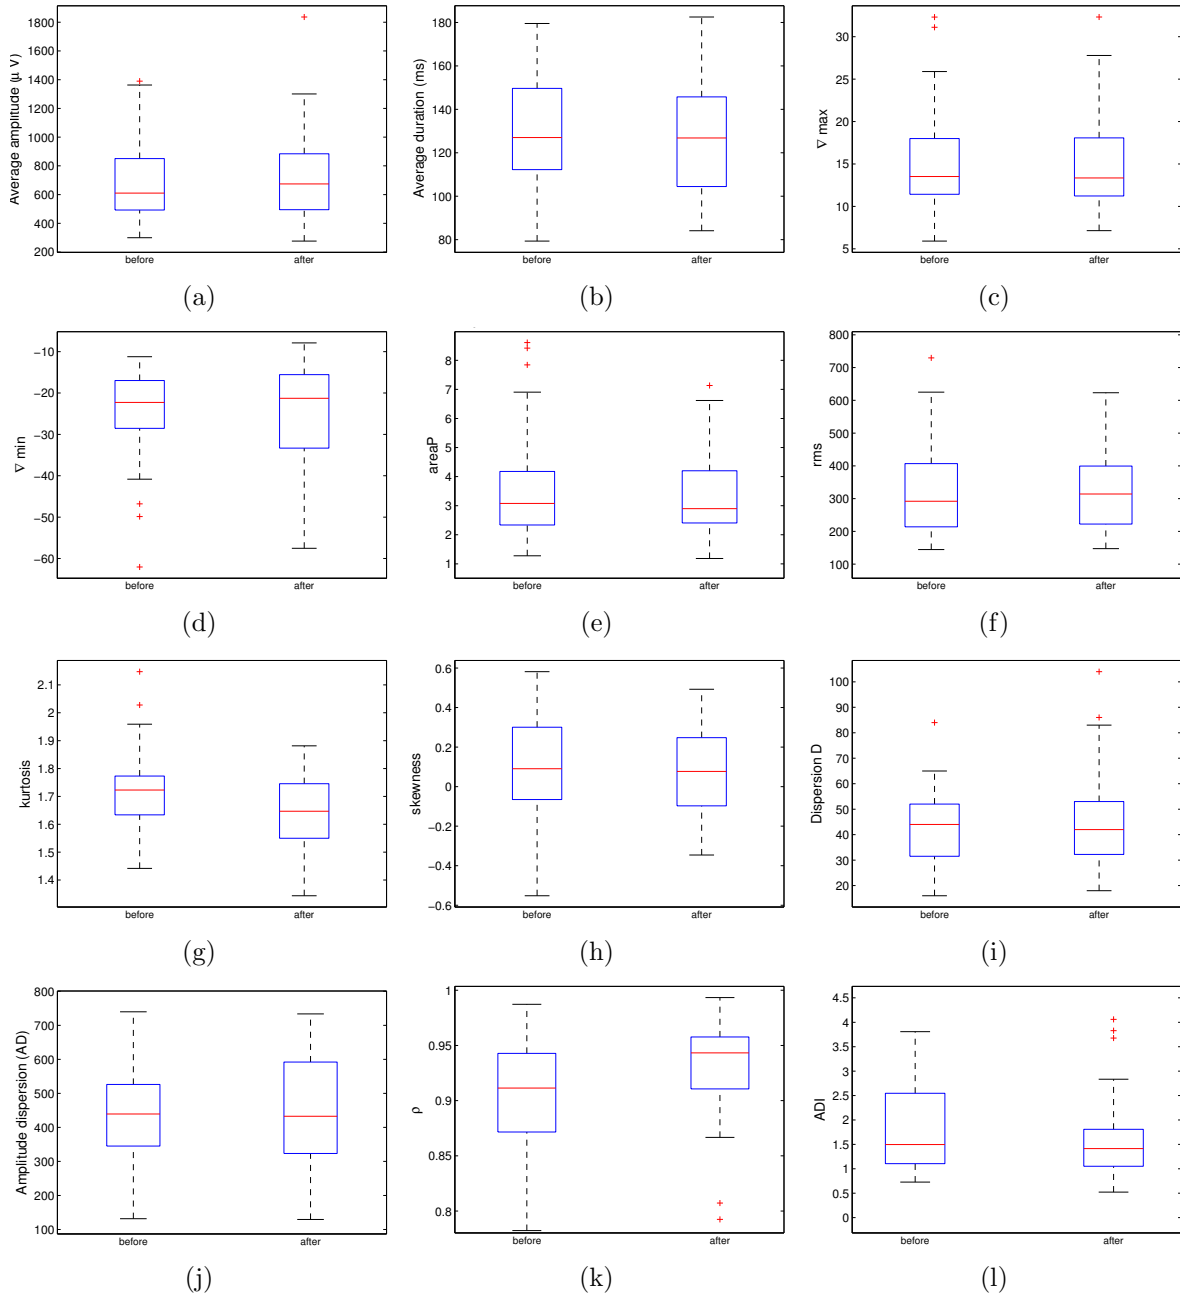 Average amplitude (μ V)
1800
1600
1400
1200
1000
800
600
400
200
before after
(a)
Average duration (ms)
180
160
140
120
100
80
before after
(b)
∇ max
30
25
20
15
10
5
before after
(c)
∇ min
−10
−20
−30
−40
−50
−60
before after
(d)
areaP
8
7
6
5
4
3
2
1
before after
(e)
rms
800
700
600
500
400
300
200
100
before after
(f)
kurtosis
2.1
2
1.9
1.8
1.7
1.6
1.5
1.4
before after
(g)
skewness
0.6
0.4
0.2
0
−0.2
−0.4
−0.6
before after
(h)
Dispersion D
100
90
80
70
60
50
40
30
20
before after
(i)
Amplitude dispersion (AD)
800
700
600
500
400
300
200
100
before after
(j)
ρ
1
0.95
0.9
0.85
0.8
before after
(k)
ADI
4.5
4
3.5
3
2.5
2
1.5
1
0.5
0
before after
(l)